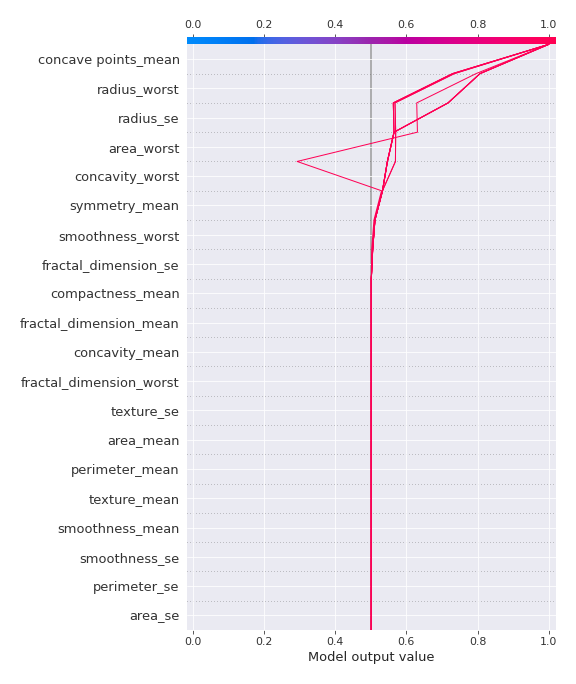 0.0 0.2 0.4 0.6 0.8 1.0
concave points_mean
radius_worst
radius_se
area_worst
concavity_worst
symmetry_mean
smoothness_worst
fractal_dimension_se
compactness_mean
fractal_dimension_mean
concavity_mean
fractal_dimension_worst
texture_se
area_mean
perimeter_mean
texture_mean
smoothness_mean
smoothness_se
perimeter_se
area_se
0.0 0.2 0.4 0.6 0.8 1.0
Model output value